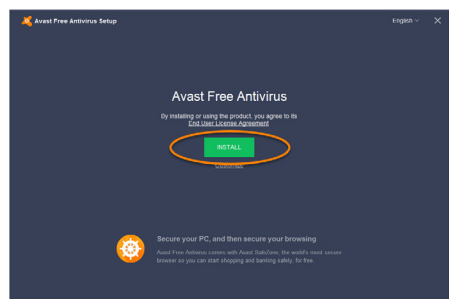 Avast Free Antivirus Setup
English
Avast Free Antivirus
By installing or using the product, you agree to its
End User License Agreement
INSTALL
Customize
Secure your PC, and then secure your browsing
Avast Free Antivirus comes with Avast SafeZone, the world's most secure
browser so you can start shopping and banking safely, for free.